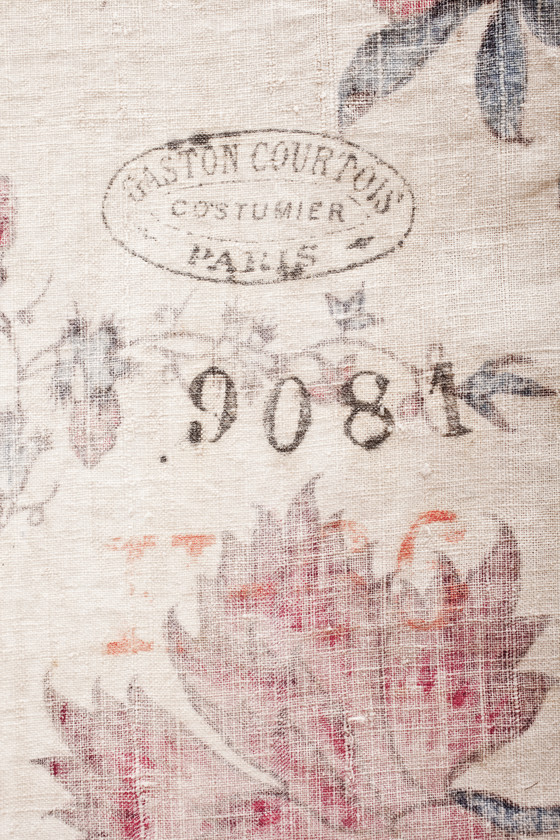 GASTON COURTOIS
COSTUMIER
PARIS
9081